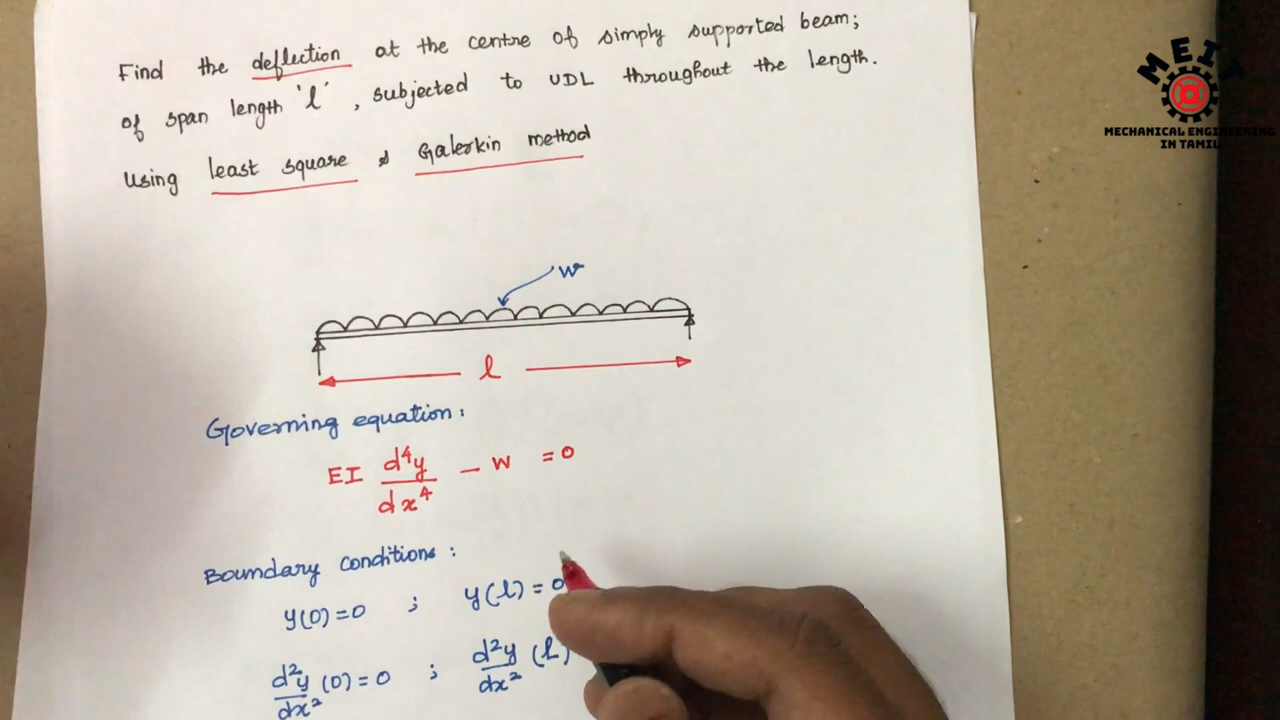 Find the deflection at the centre of simply supported beam;
of span length 'l', subjected to UDL throughout the length.
Using least square & Galerkin method
w
l
Governing equation:
EI d⁴y/dx⁴ - w = 0
Boundary conditions:
y(0)=0 ; y(l)=0
d²y/dx² (0)=0 ; d²y/dx² (l)
MEIT
MECHANICAL ENGINEERING
IN TAMIL